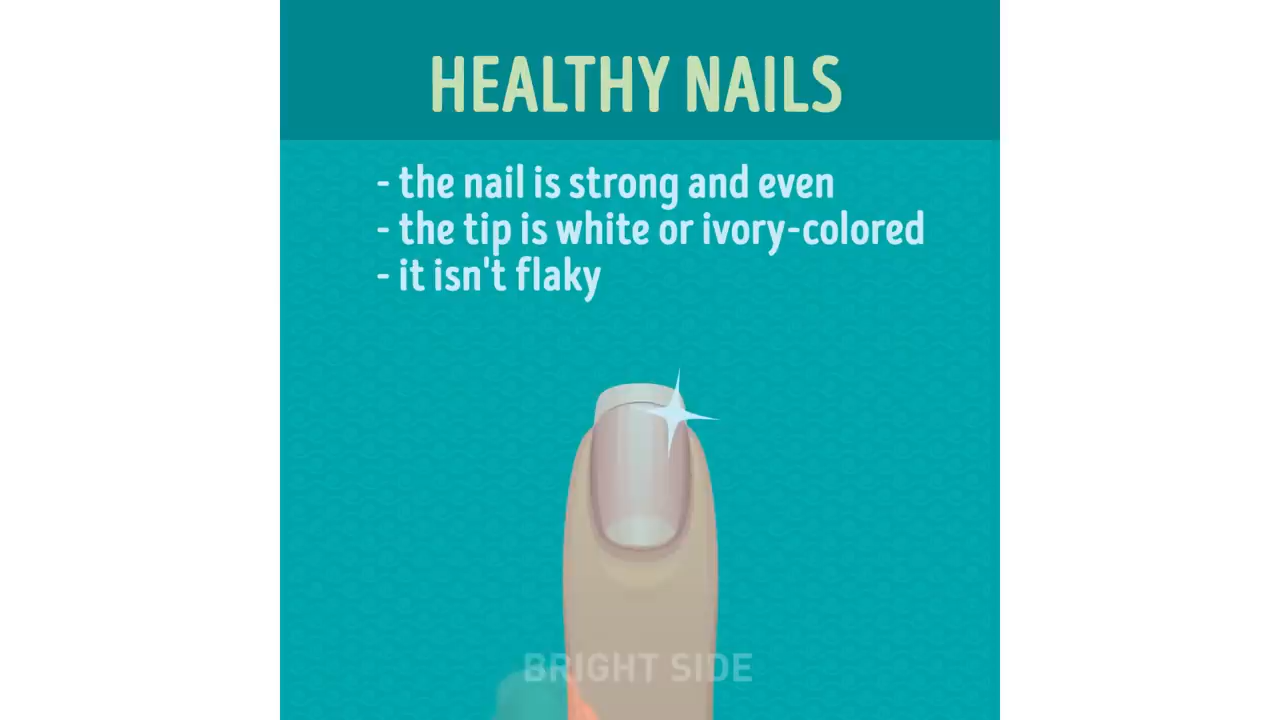 HEALTHY NAILS
- the nail is strong and even
- the tip is white or ivory-colored
- it isn't flaky
BRIGHT SIDE